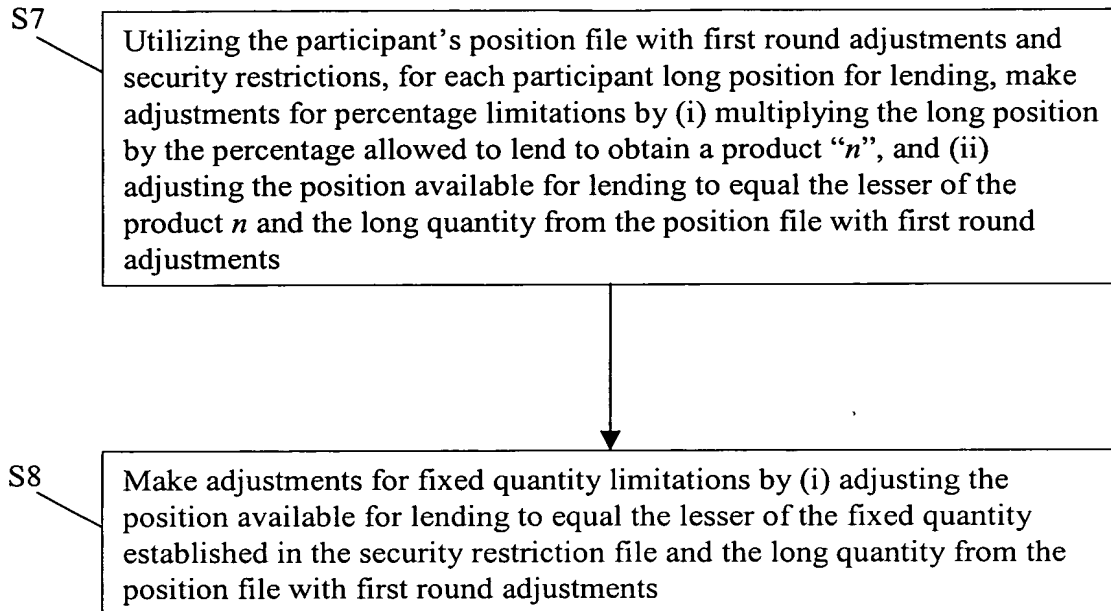 S7
Utilizing the participant's position file with first round adjustments and
security restrictions, for each participant long position for lending, make
adjustments for percentage limitations by (i) multiplying the long position
by the percentage allowed to lend to obtain a product “n”, and (ii)
adjusting the position available for lending to equal the lesser of the
product n and the long quantity from the position file with first round
adjustments
S8
Make adjustments for fixed quantity limitations by (i) adjusting the
position available for lending to equal the lesser of the fixed quantity
established in the security restriction file and the long quantity from the
position file with first round adjustments